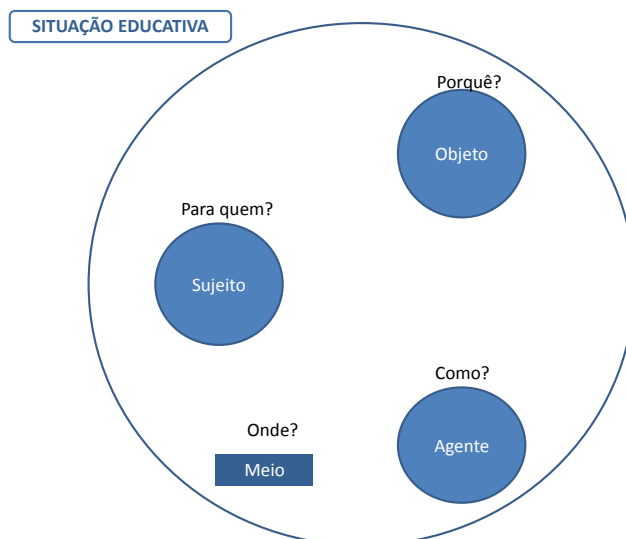 SITUAÇÃO EDUCATIVA
Porquê?
Objeto
Para quem?
Sujeito
Como?
Agente
Onde?
Meio